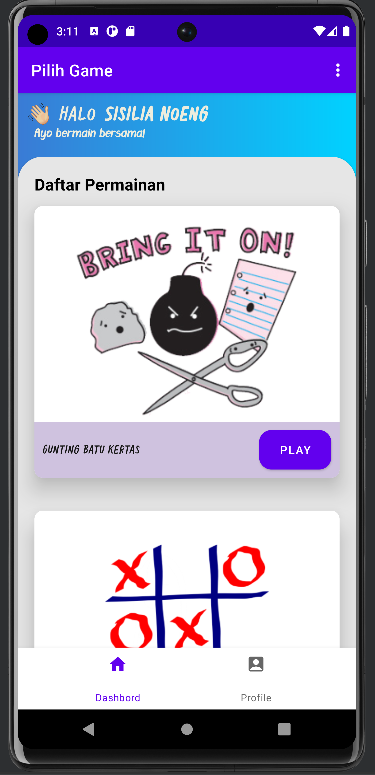 3:11
Pilih Game
HALO SISILIA NOENG
Ayo bermain bersama!
Daftar Permainan
BRING IT ON!
GUNTING BATU KERTAS
PLAY
X O
O X
Dashbord
Profile